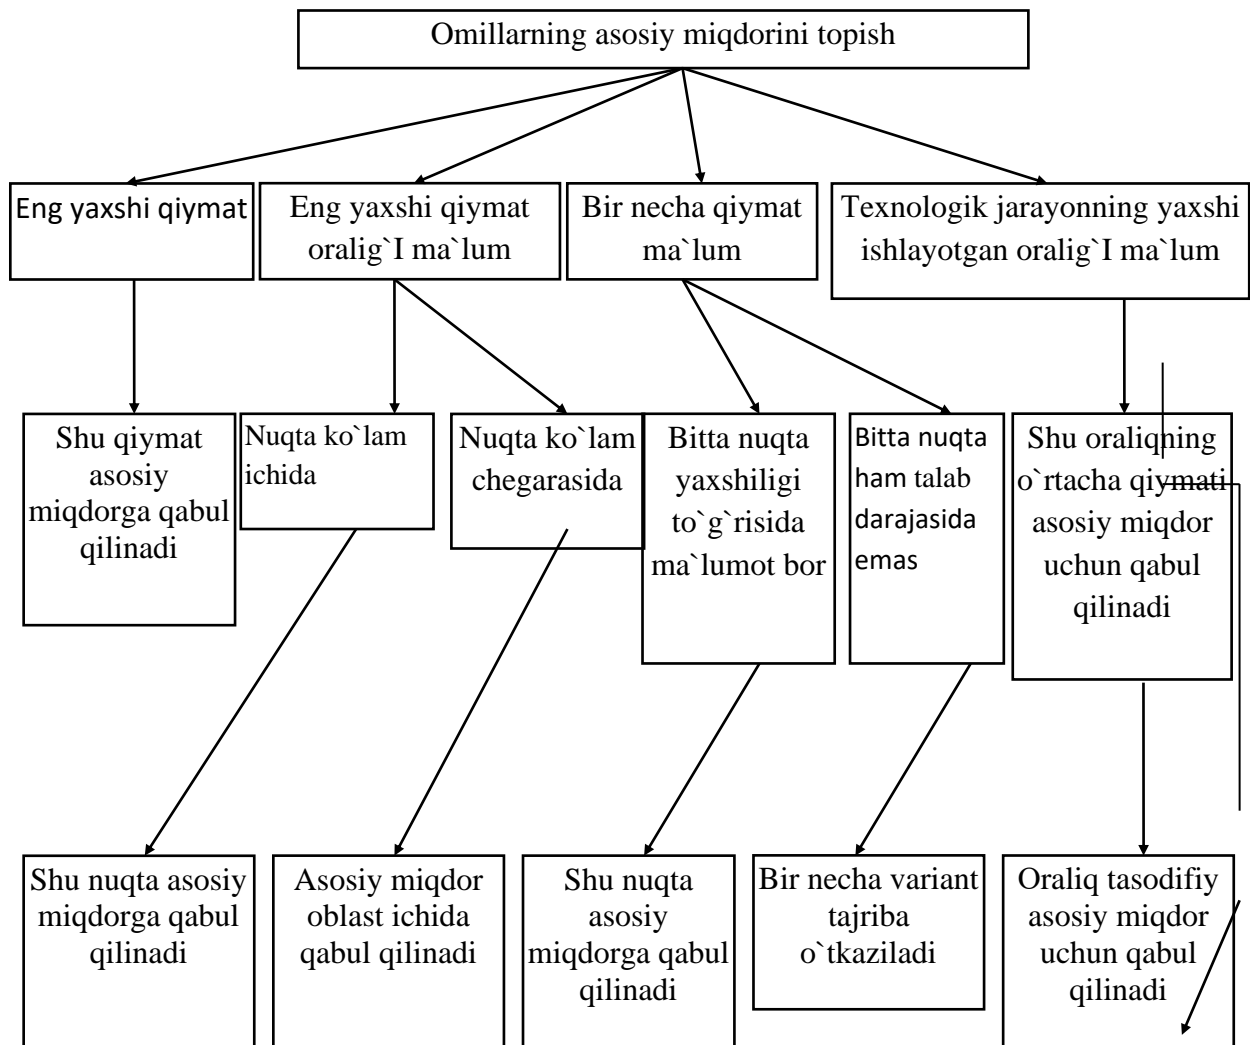 Omillarning asosiy miqdorini topish
Eng yaxshi qiymat
Eng yaxshi qiymat
oralig`I ma`lum
Bir necha qiymat
ma`lum
Texnologik jarayonning yaxshi
ishlayotgan oralig`I ma`lum
Shu qiymat
asosiy
miqdorga qabul
qilinadi
Nuqta ko`lam
ichida
Nuqta ko`lam
chegarasida
Bitta nuqta
yaxshiligi
to`g`risida
ma`lumot bor
Bitta nuqta
ham talab
darajasida
emas
Shu oraliqning
o`rtacha qiymati
asosiy miqdor
uchun qabul
qilinadi
Shu nuqta asosiy
miqdorga qabul
qilinadi
Asosiy miqdor
oblast ichida
qabul qilinadi
Shu nuqta
asosiy
miqdorga qabul
qilinadi
Bir necha variant
tajriba
o`tkaziladi
Oraliq tasodifiy
asosiy miqdor
uchun qabul
qilinadi